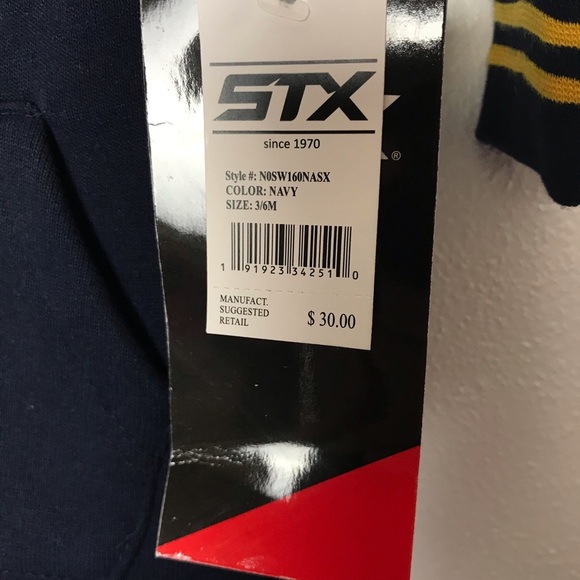 STX
since 1970
®
Style #: N0SW160NASX
COLOR: NAVY
SIZE: 3/6M
1 91923 34251 0
MANUFACT.
SUGGESTED
RETAIL
$ 30.00